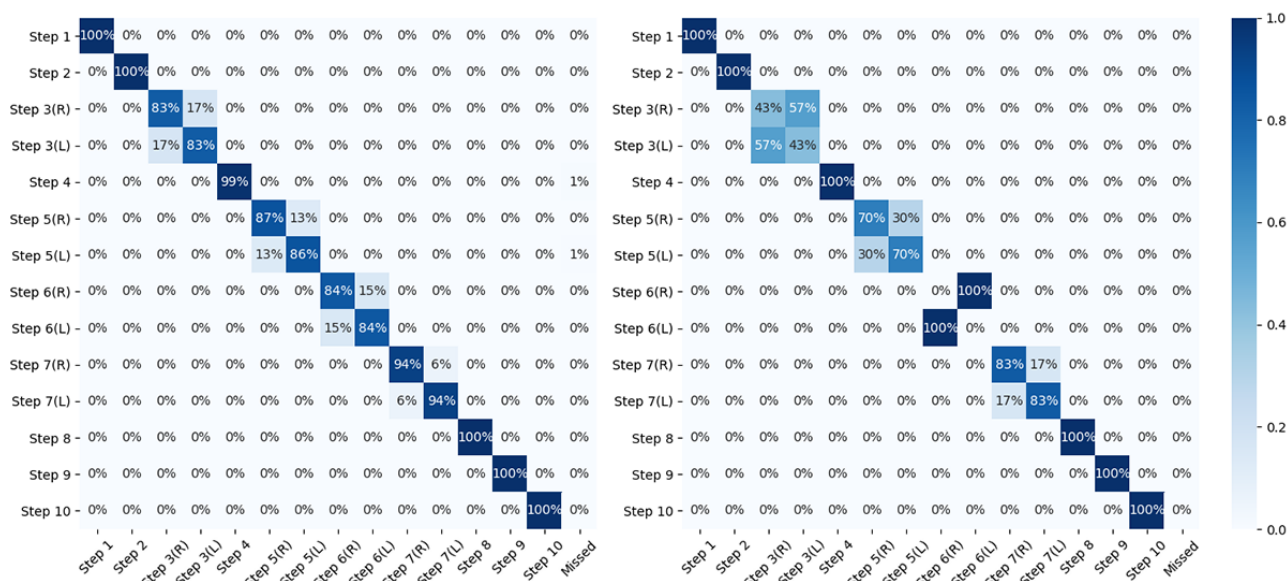 Step 1 100% 0% 0% 0% 0% 0% 0% 0% 0% 0% 0% 0% 0% 0% 0% Step 1 100% 0% 0% 0% 0% 0% 0% 0% 0% 0% 0% 0% 0% 0% 0% 1.0
Step 2 0% 100% 0% 0% 0% 0% 0% 0% 0% 0% 0% 0% 0% 0% 0% Step 2 0% 100% 0% 0% 0% 0% 0% 0% 0% 0% 0% 0% 0% 0% 0%
Step 3(R) 0% 0% 83% 17% 0% 0% 0% 0% 0% 0% 0% 0% 0% 0% 0% Step 3(R) 0% 0% 43% 57% 0% 0% 0% 0% 0% 0% 0% 0% 0% 0% 0% 0.8
Step 3(L) 0% 0% 17% 83% 0% 0% 0% 0% 0% 0% 0% 0% 0% 0% 0% Step 3(L) 0% 0% 57% 43% 0% 0% 0% 0% 0% 0% 0% 0% 0% 0% 0%
Step 4 0% 0% 0% 0% 99% 0% 0% 0% 0% 0% 0% 0% 0% 0% 1% Step 4 0% 0% 0% 0% 100% 0% 0% 0% 0% 0% 0% 0% 0% 0% 0%
Step 5(R) 0% 0% 0% 0% 0% 87% 13% 0% 0% 0% 0% 0% 0% 0% 0% Step 5(R) 0% 0% 0% 0% 0% 70% 30% 0% 0% 0% 0% 0% 0% 0% 0% 0.6
Step 5(L) 0% 0% 0% 0% 0% 13% 86% 0% 0% 0% 0% 0% 0% 0% 1% Step 5(L) 0% 0% 0% 0% 0% 30% 70% 0% 0% 0% 0% 0% 0% 0% 0%
Step 6(R) 0% 0% 0% 0% 0% 0% 0% 84% 15% 0% 0% 0% 0% 0% 0% Step 6(R) 0% 0% 0% 0% 0% 0% 0% 0% 100% 0% 0% 0% 0% 0% 0%
Step 6(L) 0% 0% 0% 0% 0% 0% 0% 15% 84% 0% 0% 0% 0% 0% 0% Step 6(L) 0% 0% 0% 0% 0% 0% 0% 100% 0% 0% 0% 0% 0% 0% 0% 0.4
Step 7(R) 0% 0% 0% 0% 0% 0% 0% 0% 0% 94% 6% 0% 0% 0% 0% Step 7(R) 0% 0% 0% 0% 0% 0% 0% 0% 0% 83% 17% 0% 0% 0% 0%
Step 7(L) 0% 0% 0% 0% 0% 0% 0% 0% 0% 6% 94% 0% 0% 0% 0% Step 7(L) 0% 0% 0% 0% 0% 0% 0% 0% 0% 17% 83% 0% 0% 0% 0%
Step 8 0% 0% 0% 0% 0% 0% 0% 0% 0% 0% 0% 100% 0% 0% 0% Step 8 0% 0% 0% 0% 0% 0% 0% 0% 0% 0% 0% 100% 0% 0% 0% 0.2
Step 9 0% 0% 0% 0% 0% 0% 0% 0% 0% 0% 0% 0% 100% 0% 0% Step 9 0% 0% 0% 0% 0% 0% 0% 0% 0% 0% 0% 0% 100% 0% 0%
Step 10 0% 0% 0% 0% 0% 0% 0% 0% 0% 0% 0% 0% 0% 100% 0% Step 10 0% 0% 0% 0% 0% 0% 0% 0% 0% 0% 0% 0% 0% 100% 0% 0.0
Step 1 Step 2 Step 3(R) Step 3(L) Step 4 Step 5(R) Step 5(L) Step 6(R) Step 6(L) Step 7(R) Step 7(L) Step 8 Step 9 Step 10 Missed Step 1 Step 2 Step 3(R) Step 3(L) Step 4 Step 5(R) Step 5(L) Step 6(R) Step 6(L) Step 7(R) Step 7(L) Step 8 Step 9 Step 10 Missed